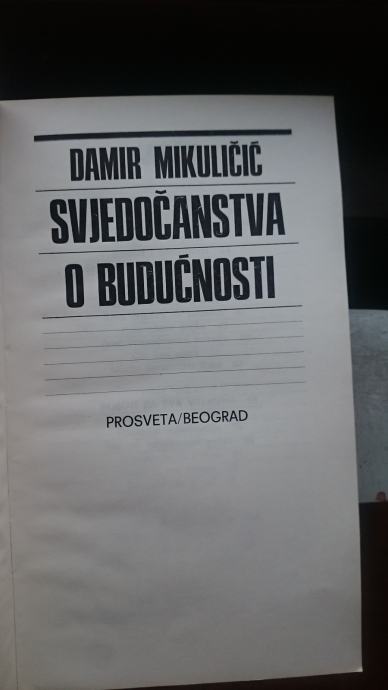 DAMIR MIKULIČIĆ
SVJEDOČANSTVA
O BUDUĆNOSTI
PROSVETA/BEOGRAD